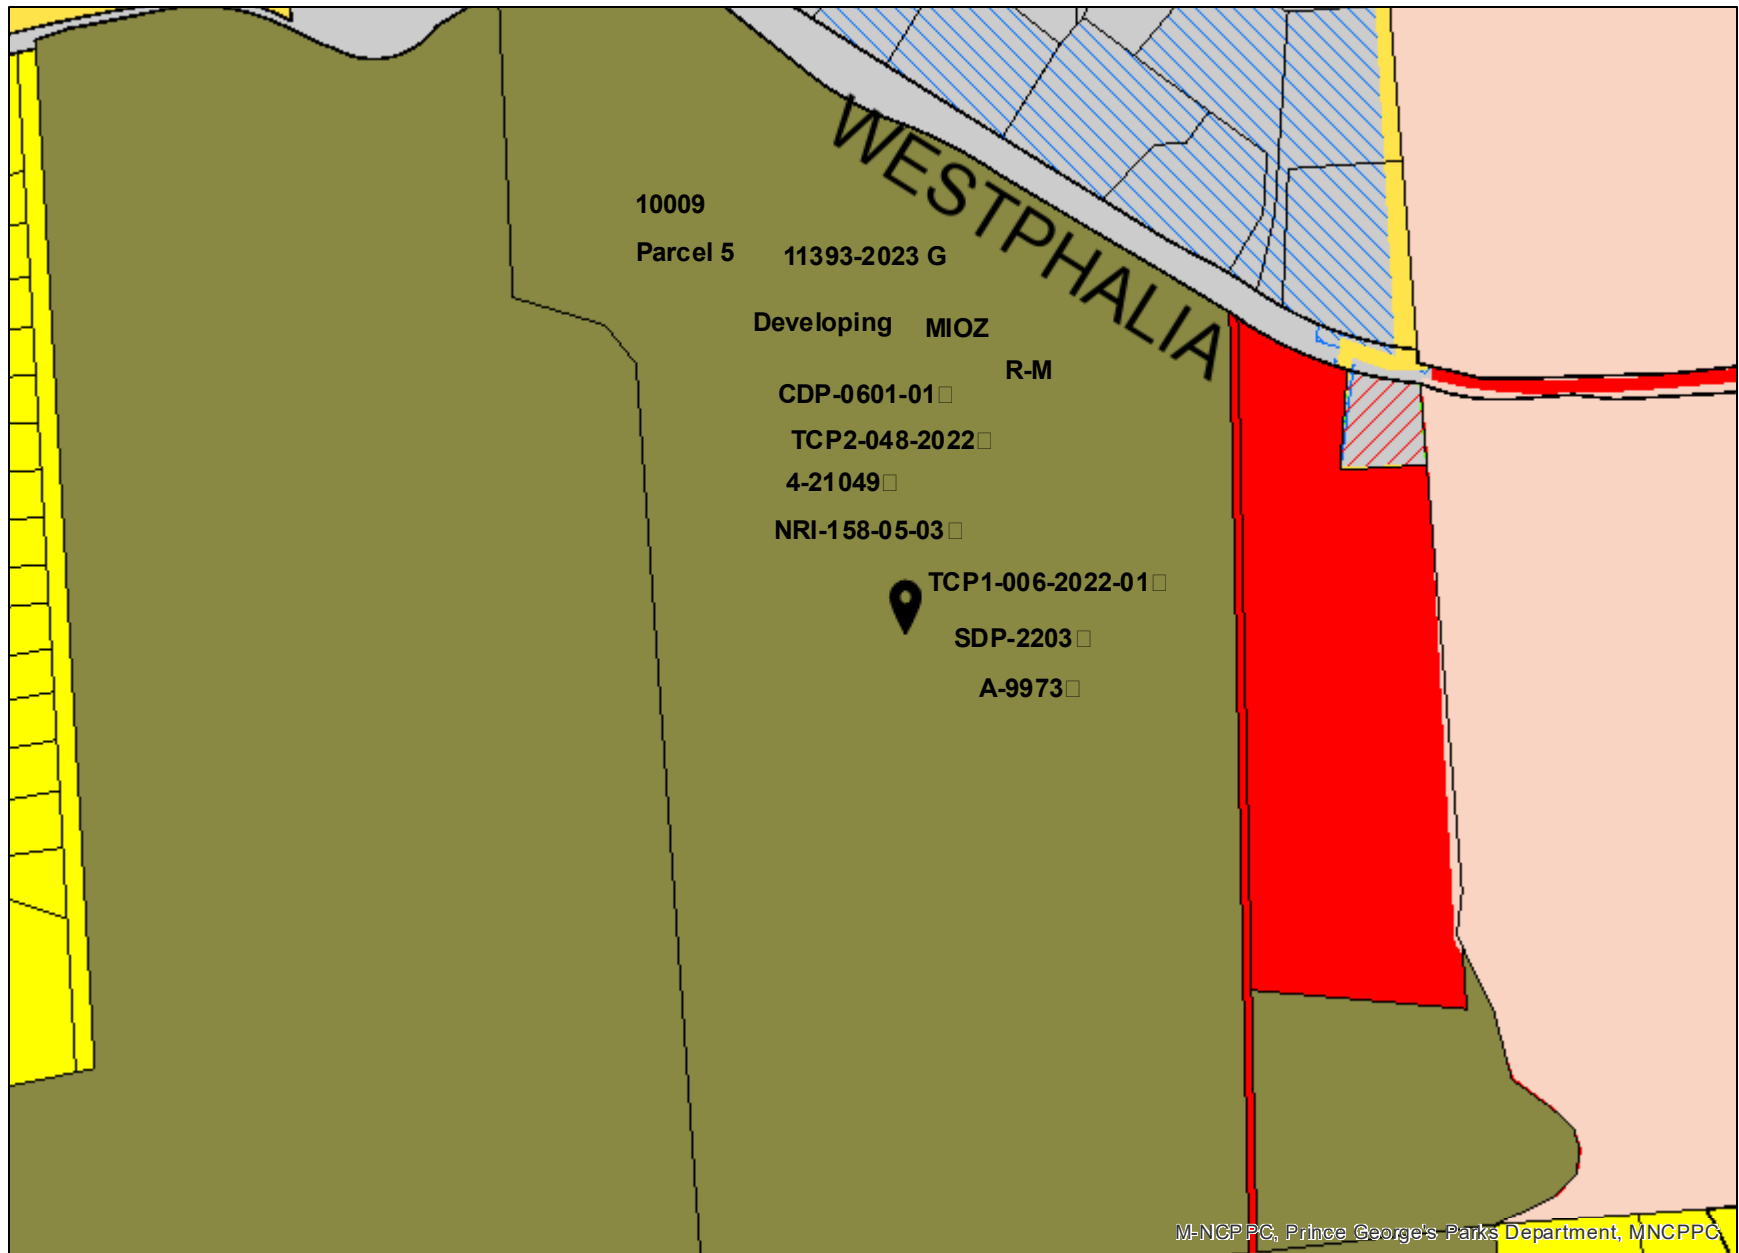 WESTPHALIA
10009
Parcel 5
11393-2023 G
Developing
MIOZ
R-M
CDP-0601-01
TCP2-048-2022
4-21049
NRI-158-05-03
TCP1-006-2022-01
SDP-2203
A-9973
M-NCPPC, Prince George's Parks Department, MNCPPC